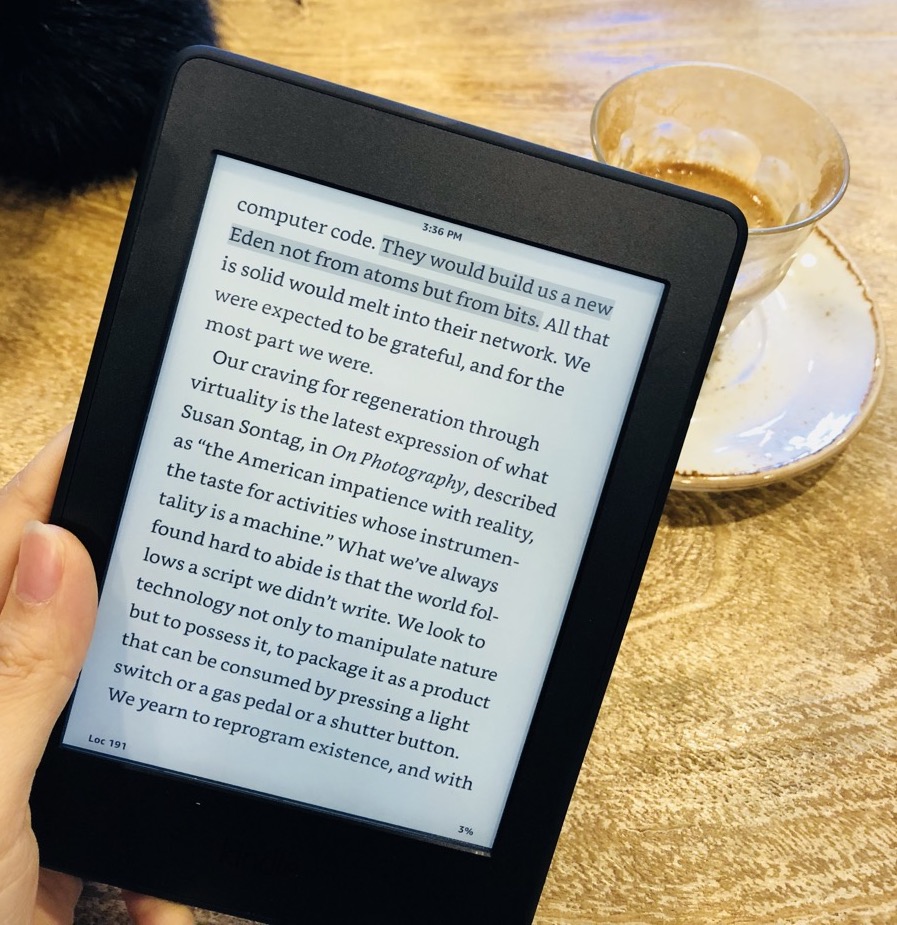 3:36 PM
computer code. They would build us a new
Eden not from atoms but from bits. All that
is solid would melt into their network. We
were expected to be grateful, and for the
most part we were.
Our craving for regeneration through
virtuality is the latest expression of what
Susan Sontag, in On Photography, described
as “the American impatience with reality,
the taste for activities whose instrumen-
tality is a machine.” What we’ve always
found hard to abide is that the world fol-
lows a script we didn’t write. We look to
technology not only to manipulate nature
but to possess it, to package it as a product
that can be consumed by pressing a light
switch or a gas pedal or a shutter button.
We yearn to reprogram existence, and with
Loc 191
3%